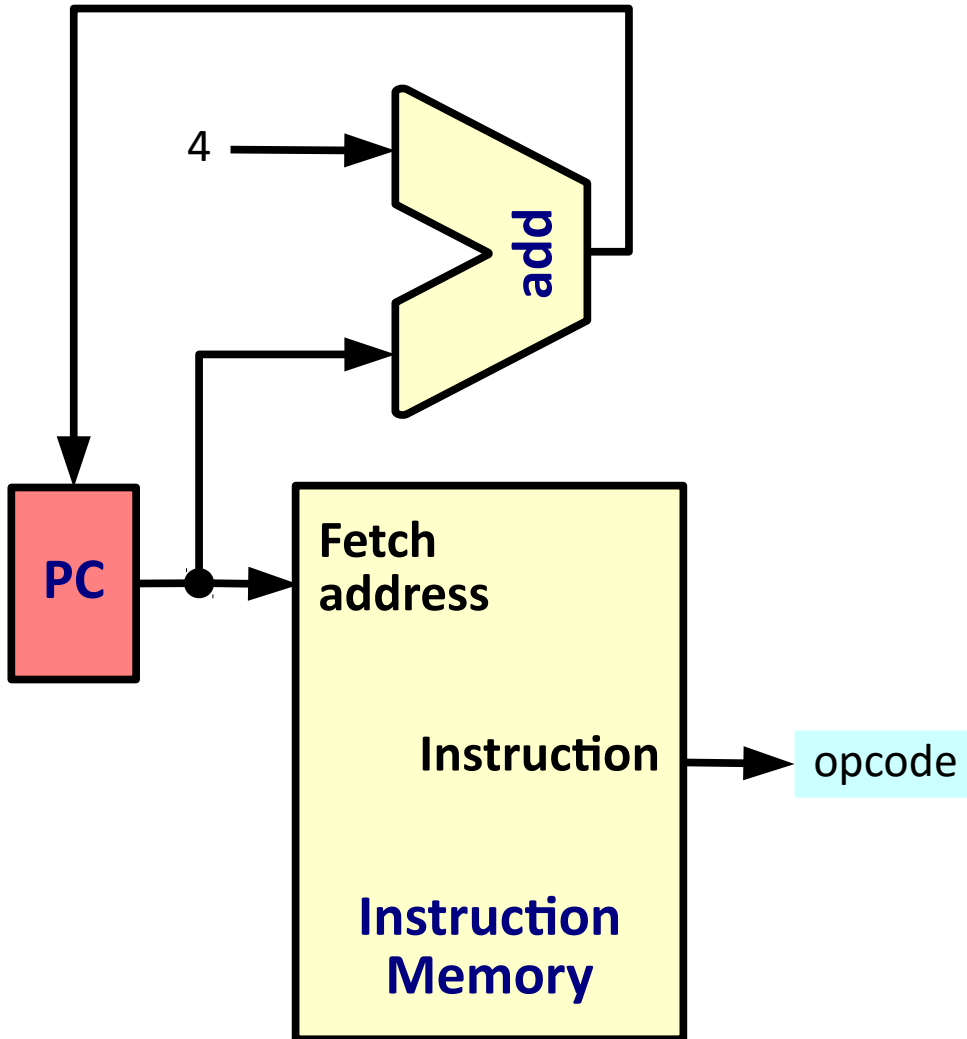 4
add
PC
Fetch
address
Instruction
opcode
Instruction
Memory